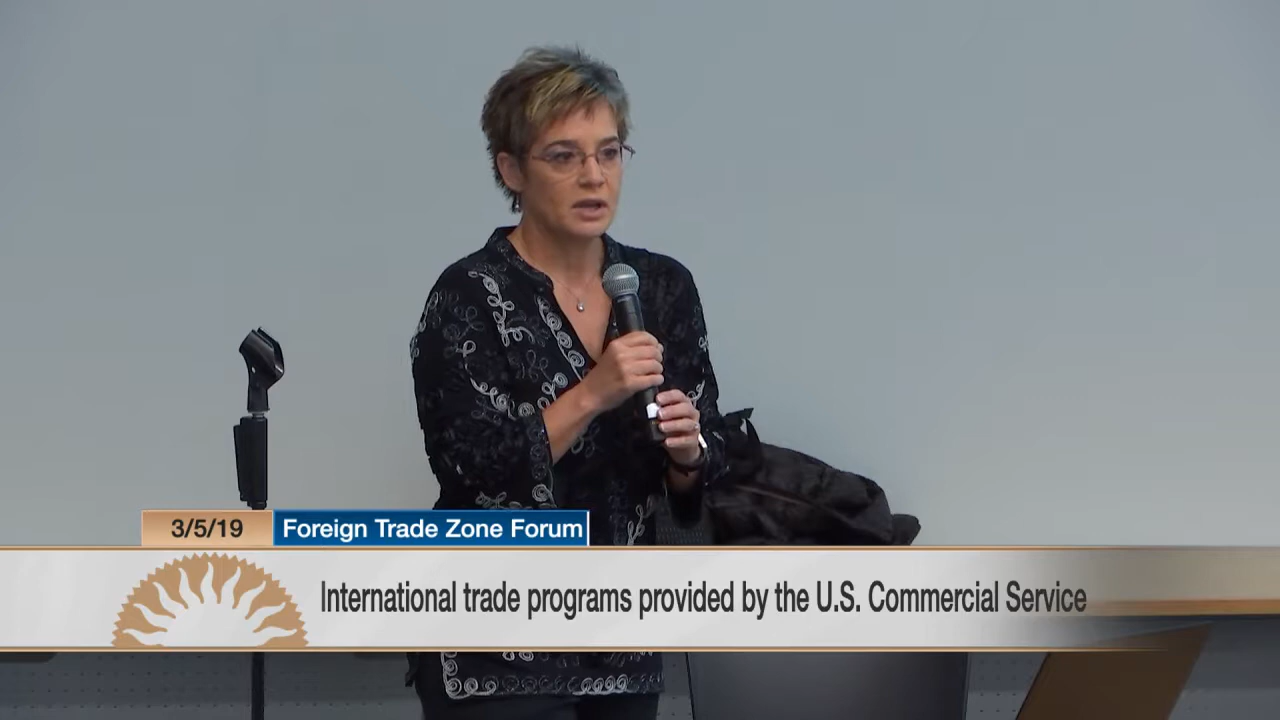 3/5/19
Foreign Trade Zone Forum
International trade programs provided by the U.S. Commercial Service